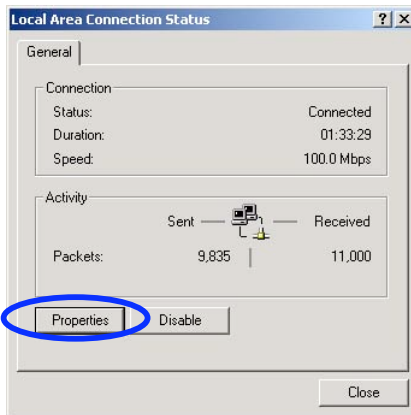 Local Area Connection Status
General
Connection
Status: Connected
Duration: 01:33:29
Speed: 100.0 Mbps
Activity
Sent Received
Packets: 9,835 11,000
Properties Disable
Close